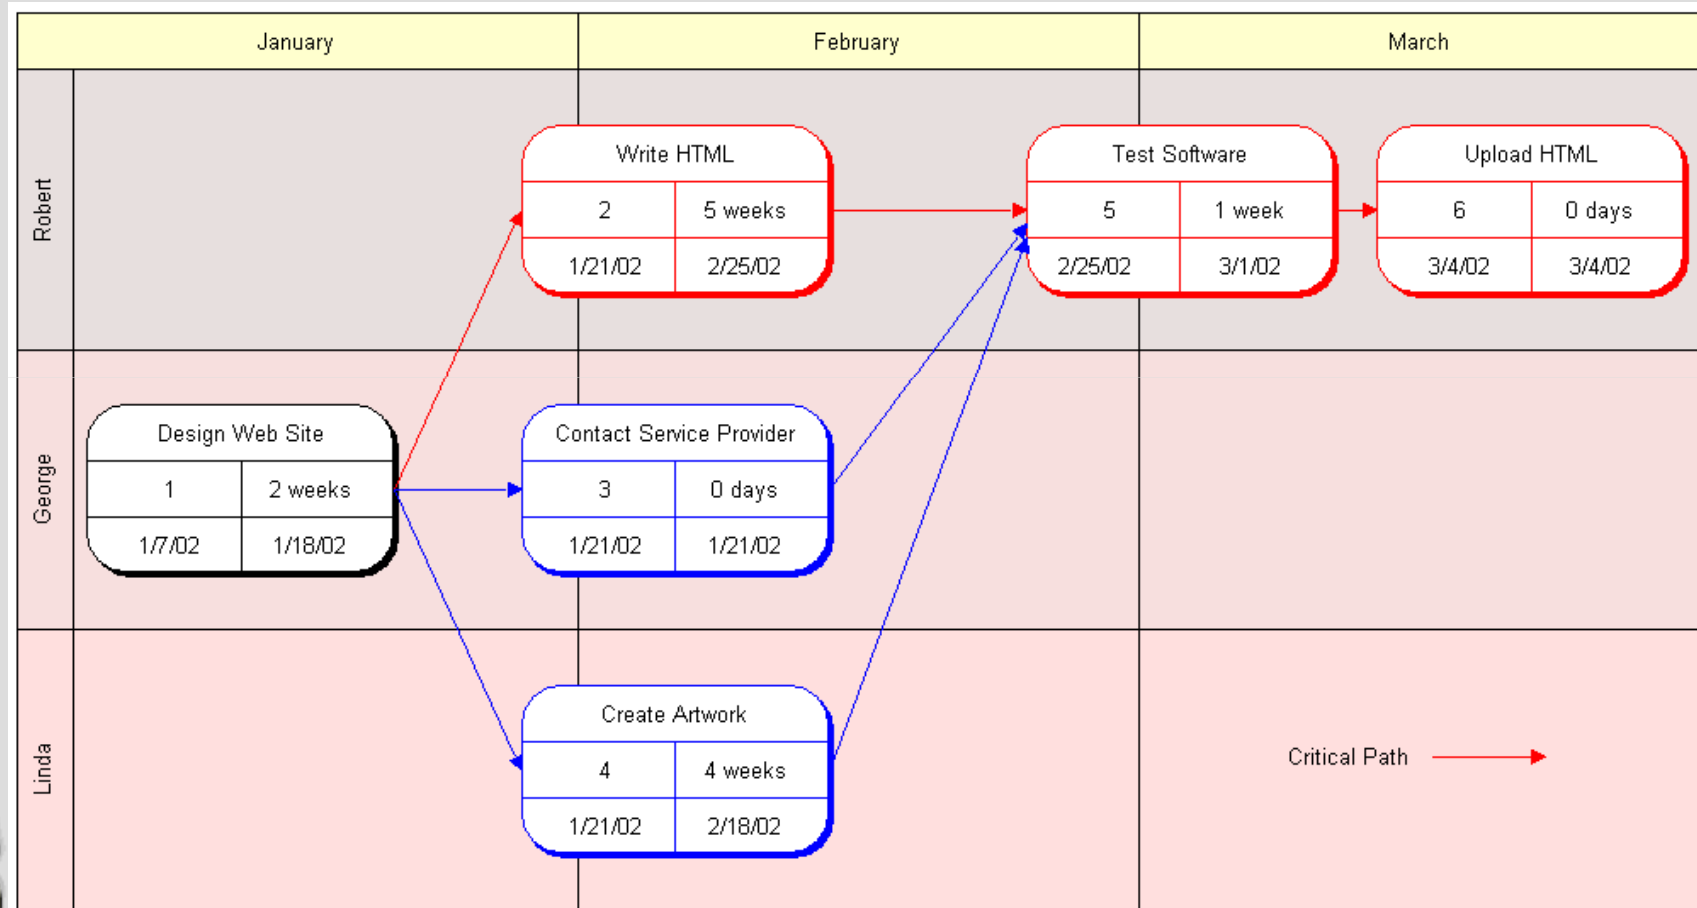 January February March
Robert
Write HTML
2 5 weeks
1/21/02 2/25/02
Test Software
5 1 week
2/25/02 3/1/02
Upload HTML
6 0 days
3/4/02 3/4/02
George
Design Web Site
1 2 weeks
1/7/02 1/18/02
Contact Service Provider
3 0 days
1/21/02 1/21/02
Linda
Create Artwork
4 4 weeks
1/21/02 2/18/02
Critical Path